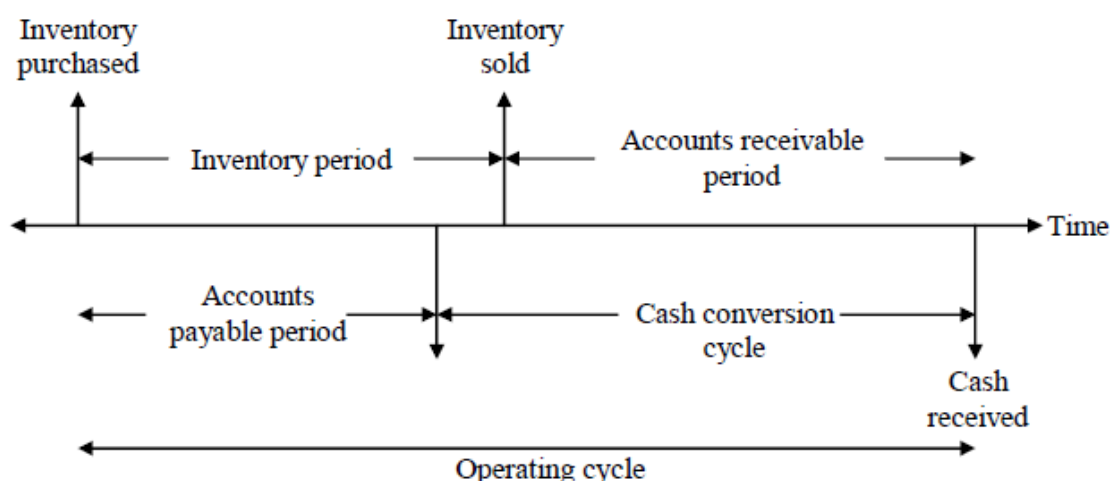 Inventory
purchased
Inventory
sold
Inventory period
Accounts receivable
period
Time
Accounts
payable period
Cash conversion
cycle
Cash
received
Operating cycle